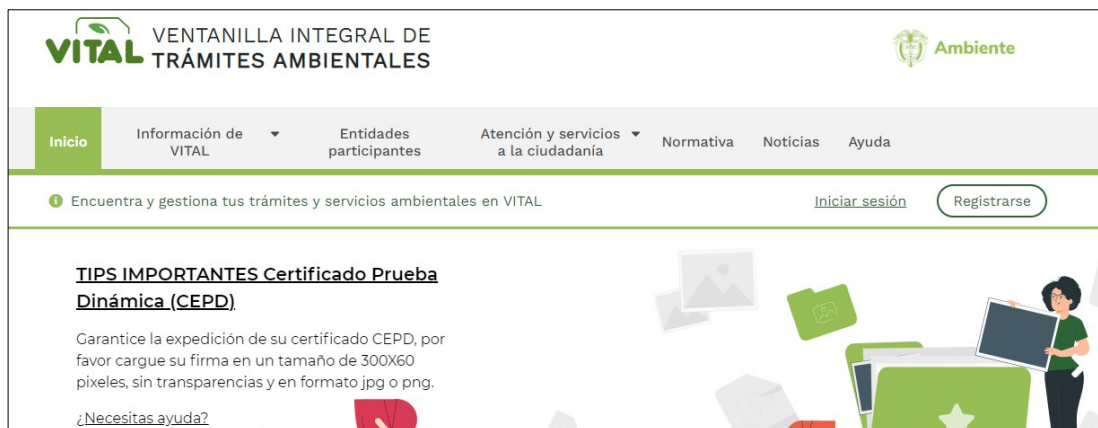 VITAL
VENTANILLA INTEGRAL DE
TRÁMITES AMBIENTALES
Ambiente
Inicio
Información de
VITAL
Entidades
participantes
Atención y servicios
a la ciudadanía
Normativa
Noticias
Ayuda
Encuentra y gestiona tus trámites y servicios ambientales en VITAL
Iniciar sesión
Registrarse
TIPS IMPORTANTES Certificado Prueba
Dinámica (CEPD)
Garantice la expedición de su certificado CEPD, por
favor cargue su firma en un tamaño de 300X60
pixeles, sin transparencias y en formato jpg o png.
¿Necesitas ayuda?